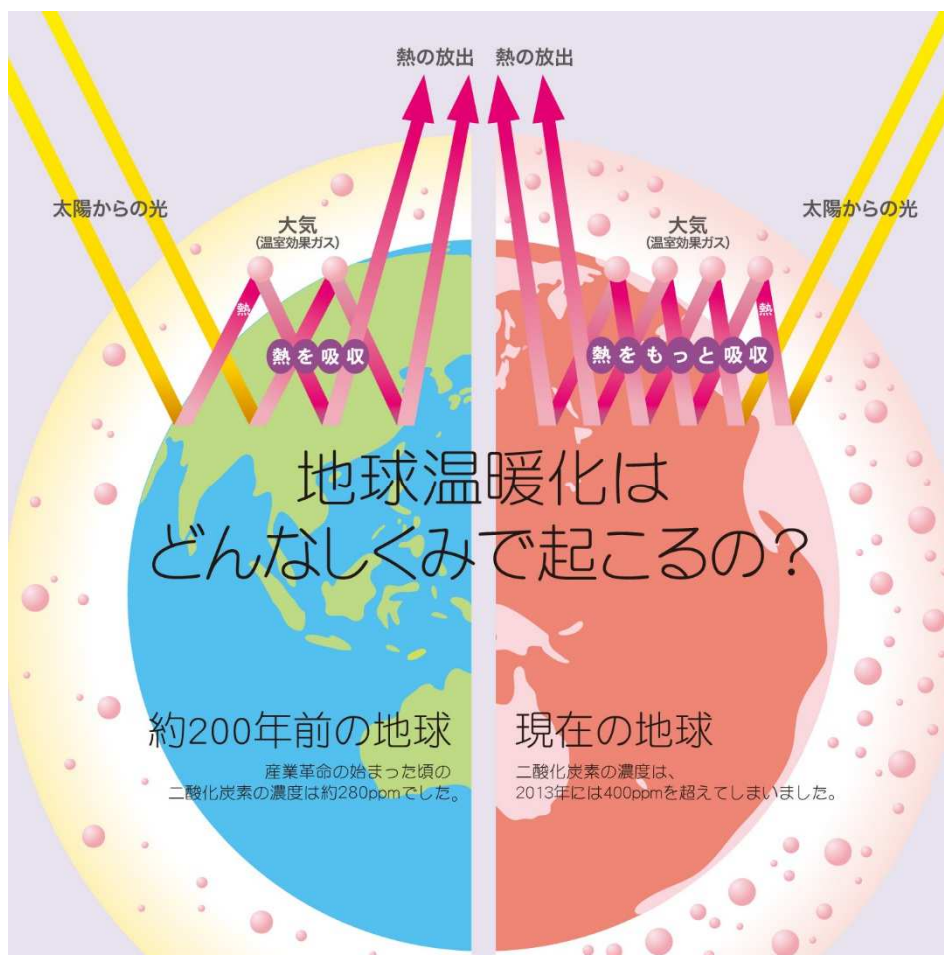 熱の放出
熱の放出
太陽からの光
大気
(温室効果ガス)
熱
熱を吸収
大気
(温室効果ガス)
太陽からの光
熱
熱をもっと吸収
地球温暖化は
どんなしくみで起こるの?
約200年前の地球
産業革命の始まった頃の
二酸化炭素の濃度は約280ppmでした。
現在の地球
二酸化炭素の濃度は、
2013年には400ppmを超えてしまいました。